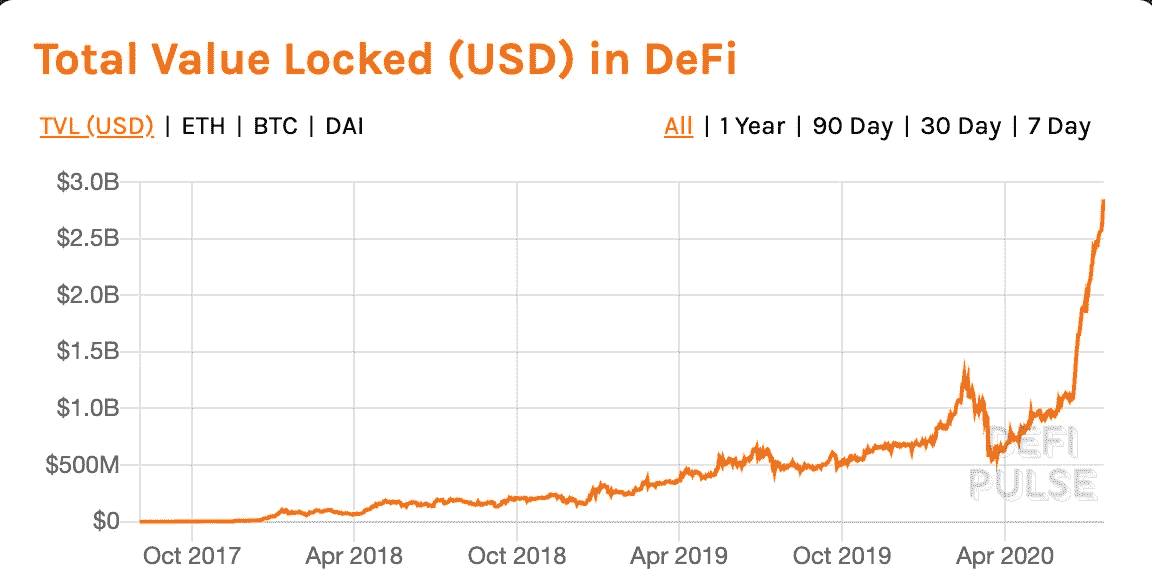 Total Value Locked (USD) in DeFi
TVL (USD) | ETH | BTC | DAI
All | 1 Year | 90 Day | 30 Day | 7 Day
$3.0B
$2.5B
$2.0B
$1.5B
$1.0B
$500M
$0
DEFI
PULSE
Oct 2017 Apr 2018 Oct 2018 Apr 2019 Oct 2019 Apr 2020